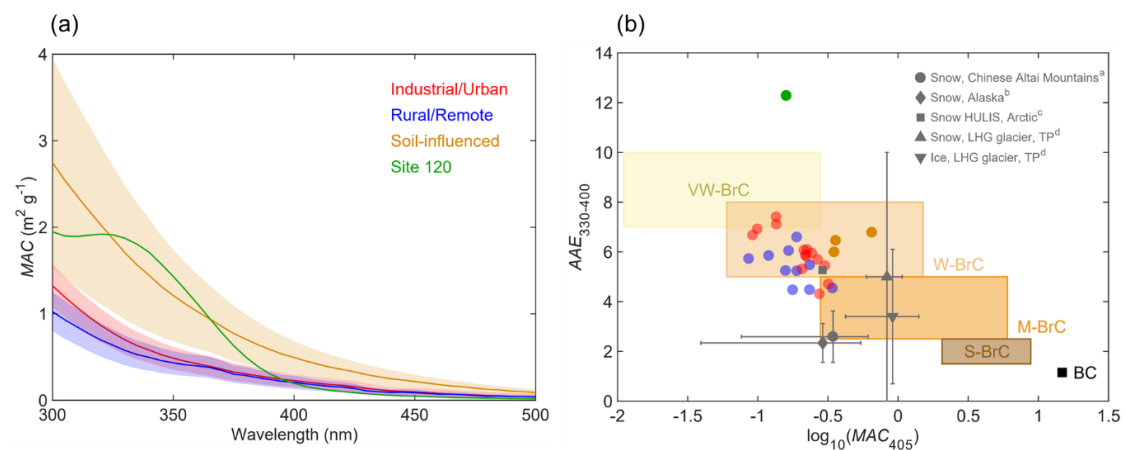 (a)
4
3
2
1
0
MAC (m² g⁻¹)
Industrial/Urban
Rural/Remote
Soil-influenced
Site 120
300
350
400
450
500
Wavelength (nm)
(b)
14
12
10
8
6
4
2
0
AAE₃₃₀₋₄₀₀
Snow, Chinese Altai Mountainsᵃ
Snow, Alaskaᵇ
Snow HULIS, Arcticᶜ
Snow, LHG glacier, TPᵈ
Ice, LHG glacier, TPᵈ
VW-BrC
W-BrC
M-BrC
S-BrC
BC
-2
-1.5
-1
-0.5
0
0.5
1
1.5
log₁₀(MAC₄₀₅)